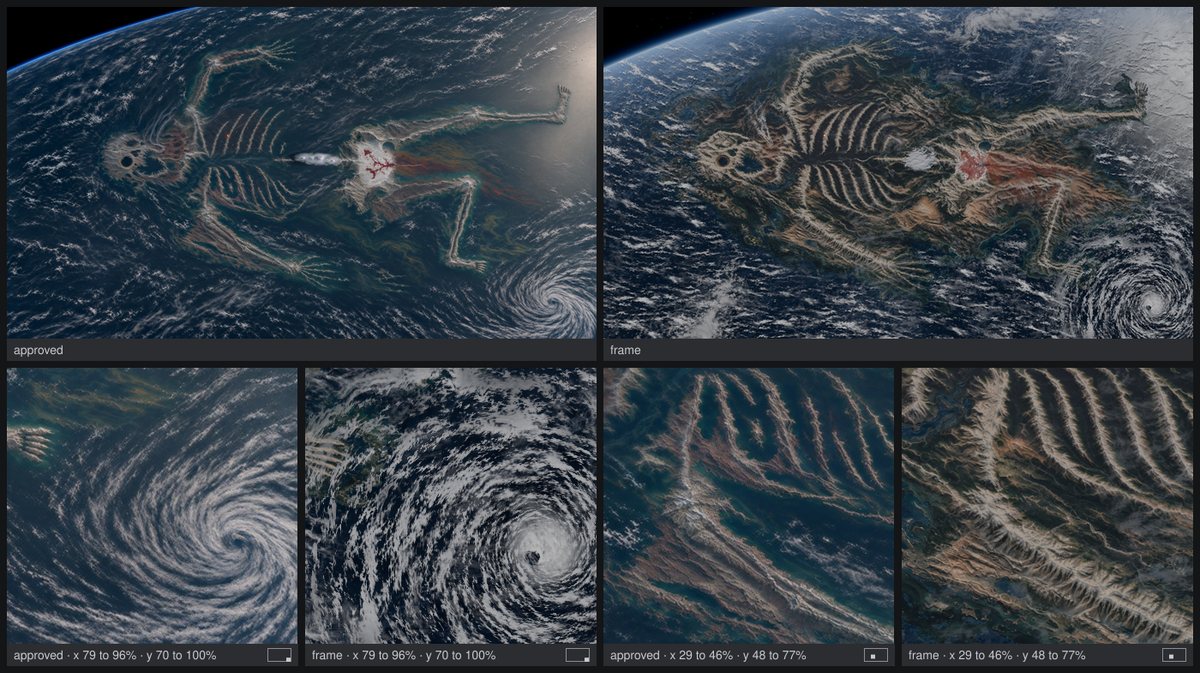 approved
frame
approved · x 79 to 96% · y 70 to 100%
frame · x 79 to 96% · y 70 to 100%
approved · x 29 to 46% · y 48 to 77%
frame · x 29 to 46% · y 48 to 77%